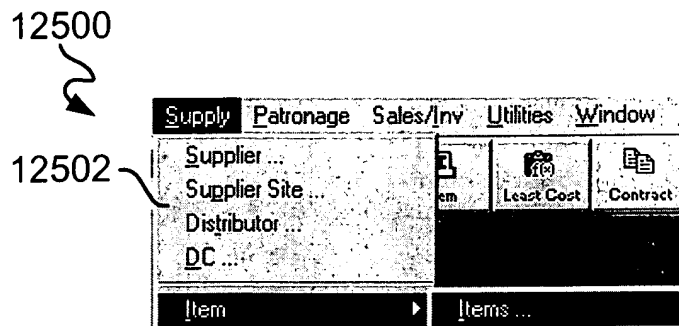 12500
Supply Patronage Sales/Inv Utilities Window
12502
Supplier ...
Supplier Site ...
Distributor ...
DC ...
Least Cost
Contract
Item
Items ...